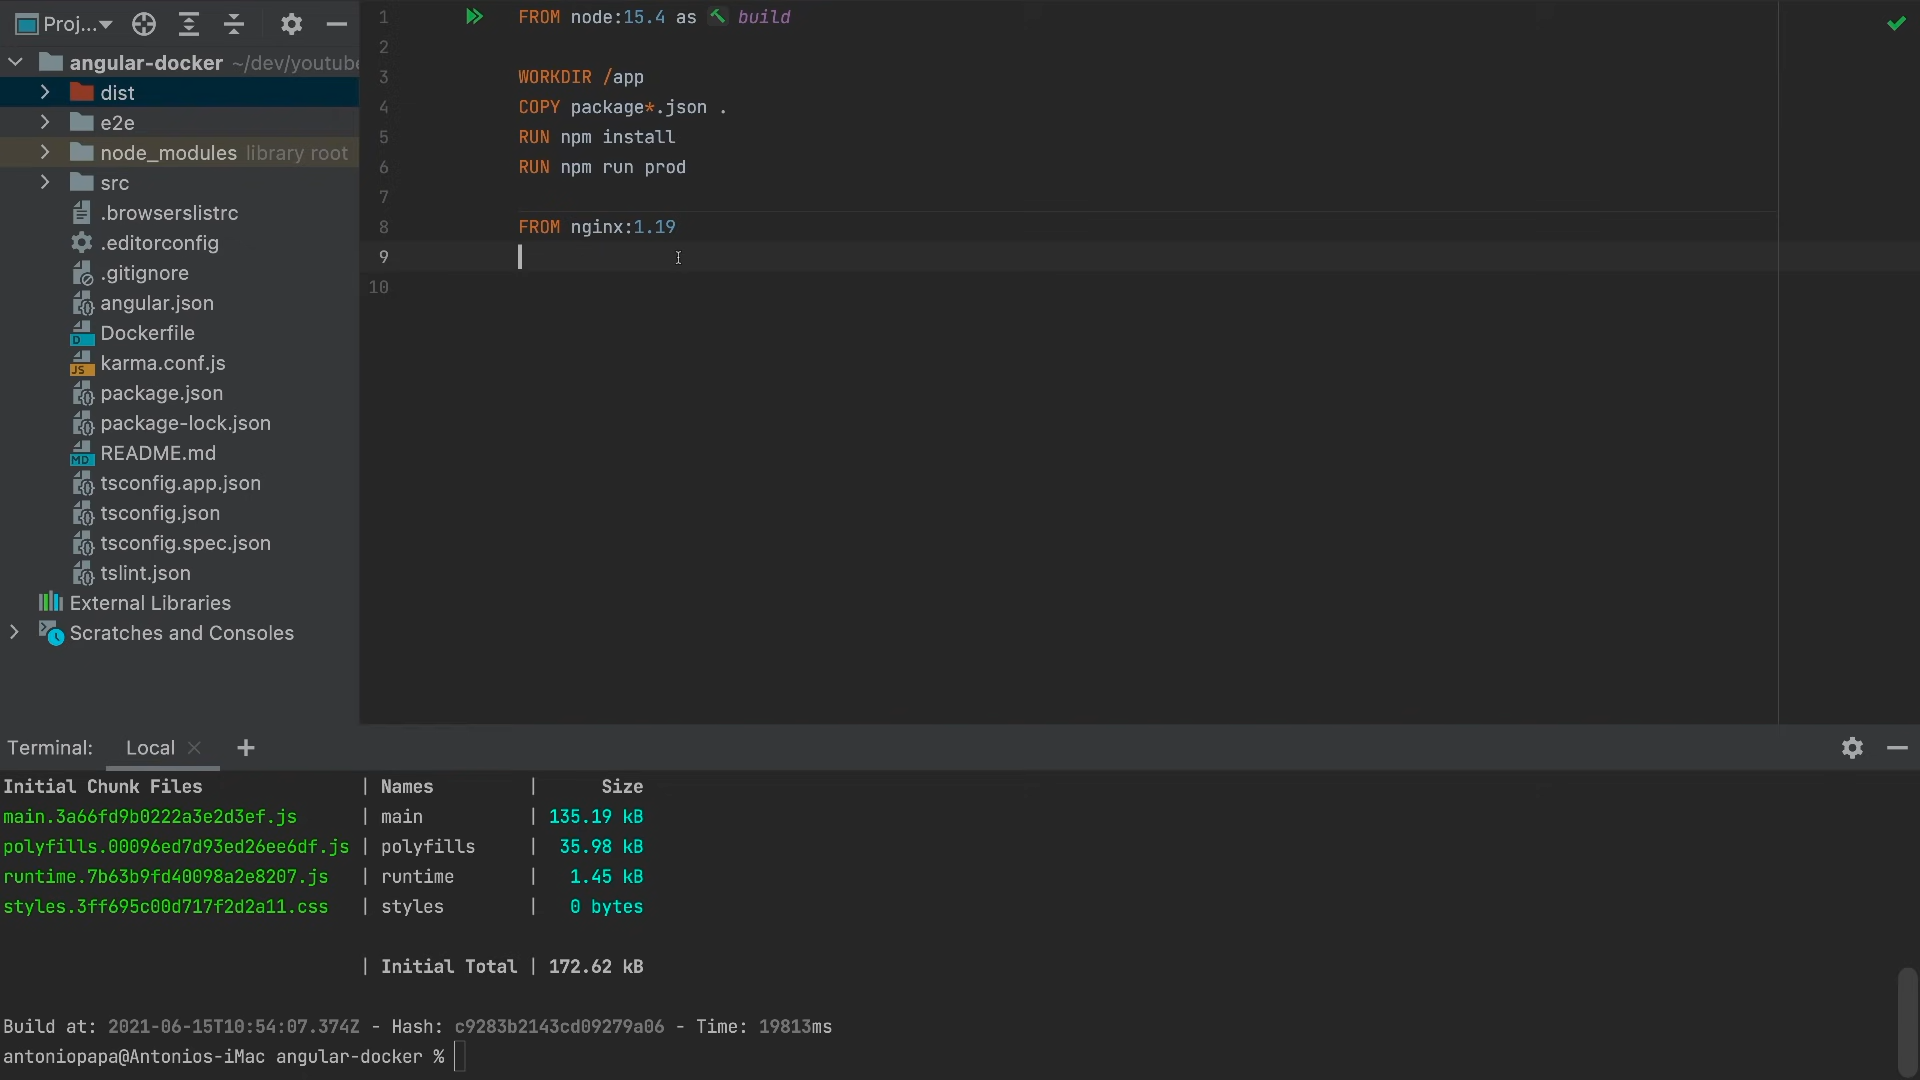 Proj...
angular-docker ~/dev/youtube
dist
e2e
node_modules library root
src
.browserslistrc
.editorconfig
.gitignore
angular.json
Dockerfile
karma.conf.js
package.json
package-lock.json
README.md
tsconfig.app.json
tsconfig.json
tsconfig.spec.json
tslint.json
External Libraries
Scratches and Consoles
1 FROM node:15.4 as build
2
3 WORKDIR /app
4 COPY package*.json .
5 RUN npm install
6 RUN npm run prod
7
8 FROM nginx:1.19
9
10
Terminal: Local
Initial Chunk Files | Names | Size
main.3a66fd9b0222a3e2d3ef.js | main | 135.19 kB
polyfills.00096ed7d93ed26ee6df.js | polyfills | 35.98 kB
runtime.7b63b9fd40098a2e8207.js | runtime | 1.45 kB
styles.3ff695c00d717f2d2a11.css | styles | 0 bytes
| Initial Total | 172.62 kB
Build at: 2021-06-15T10:54:07.374Z - Hash: c9283b2143cd09279a06 - Time: 19813ms
antoniopapa@Antonios-iMac angular-docker %